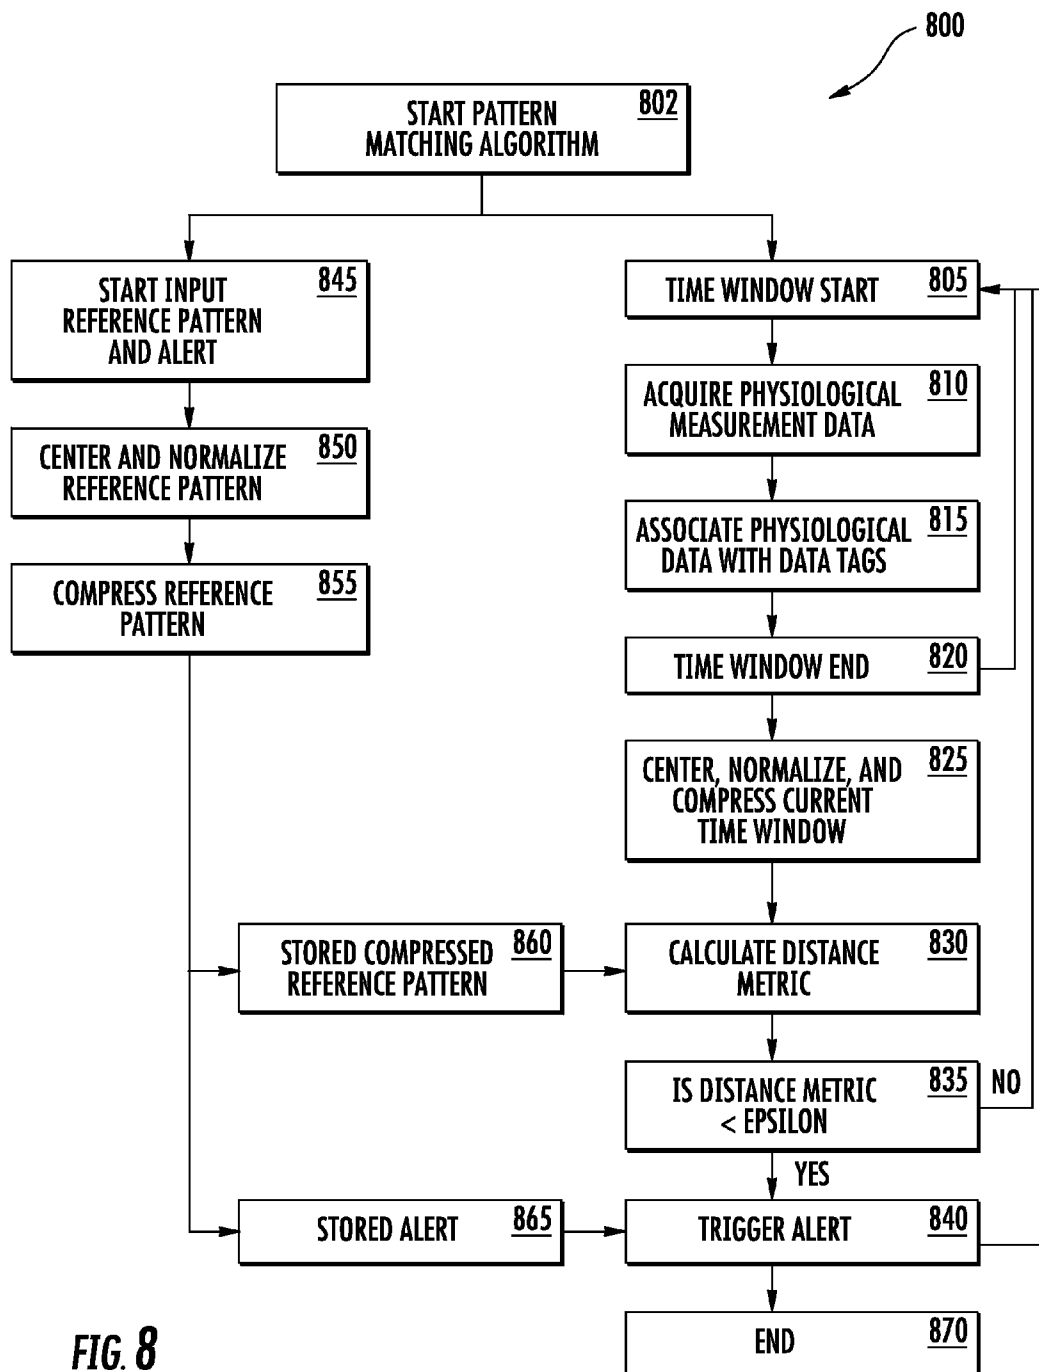 800
START PATTERN
MATCHING ALGORITHM
802
START INPUT
REFERENCE PATTERN
AND ALERT
845
TIME WINDOW START
805
ACQUIRE PHYSIOLOGICAL
MEASUREMENT DATA
810
CENTER AND NORMALIZE
REFERENCE PATTERN
850
ASSOCIATE PHYSIOLOGICAL
DATA WITH DATA TAGS
815
COMPRESS REFERENCE
PATTERN
855
TIME WINDOW END
820
CENTER, NORMALIZE, AND
COMPRESS CURRENT
TIME WINDOW
825
STORED COMPRESSED
REFERENCE PATTERN
860
CALCULATE DISTANCE
METRIC
830
IS DISTANCE METRIC
< EPSILON
835
NO
YES
STORED ALERT
865
TRIGGER ALERT
840
END
870
FIG. 8